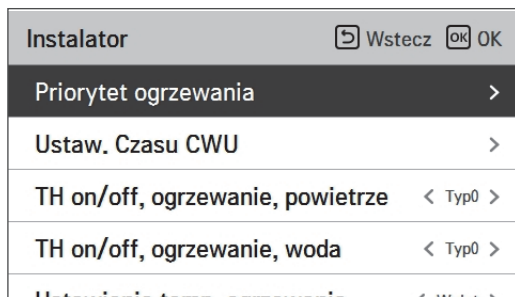 Instalator Wstecz OK OK
Priorytet ogrzewania >
Ustaw. Czasu CWU >
TH on/off, ogrzewanie, powietrze < Typ0 >
TH on/off, ogrzewanie, woda < Typ0 >